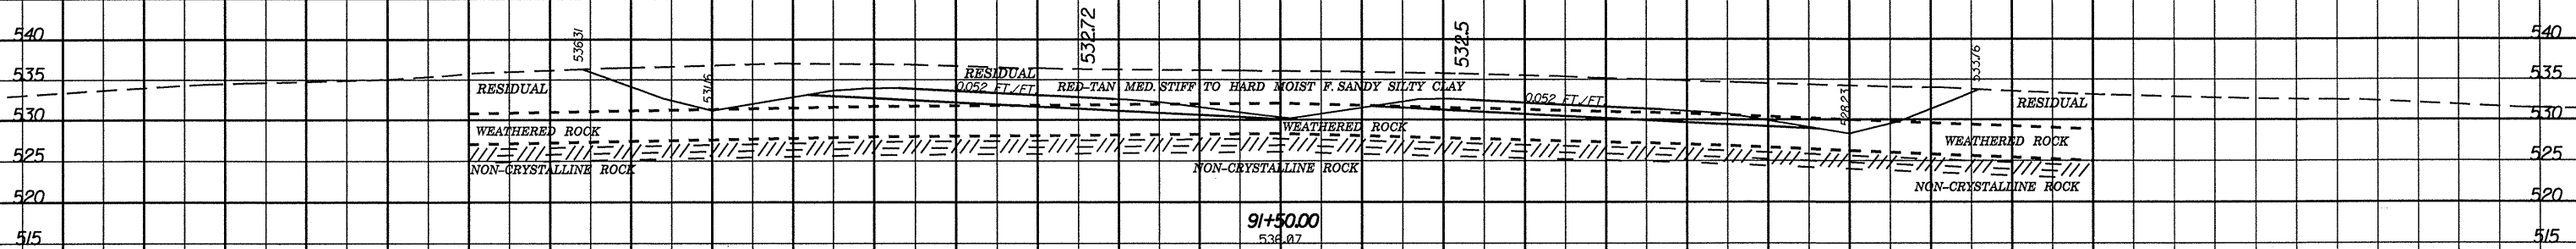 532.72
532.5
540
536.31
540
533.76
535
RESIDUAL
535
RESIDUAL
531.16
0.052 FT./FT.
RED-TAN MED. STIFF TO HARD MOIST F. SANDY SILTY CLAY
0.052 FT./FT.
528.23
RESIDUAL
530
530
WEATHERED ROCK
WEATHERED ROCK
WEATHERED ROCK
525
525
NON-CRYSTALLINE ROCK
NON-CRYSTALLINE ROCK
NON-CRYSTALLINE ROCK
520
520
91+50.00
536.07
515
515